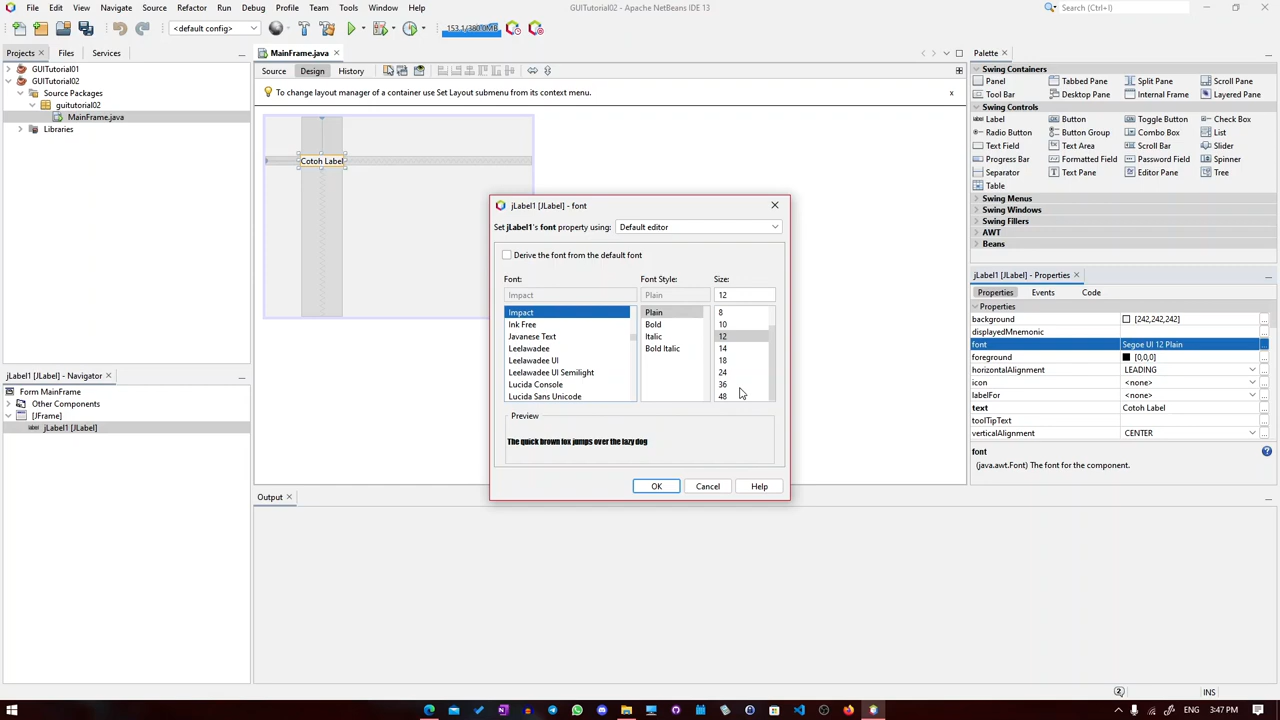 File Edit View Navigate Source Refactor Run Debug Profile Team Tools Window Help
GUITutorial02 - Apache NetBeans IDE 13
Search (Ctrl+I)
<default config>
153.1/380.0MB
Projects
Files
Services
GUITutorial01
GUITutorial02
Source Packages
guitutorial02
MainFrame.java
Libraries
MainFrame.java
Source Design History
To change layout manager of a container use Set Layout submenu from its context menu.
x
Cotoh Label
jLabel1 [JLabel] - font
Set jLabel1's font property using: Default editor
Derive the font from the default font
Font: Font Style: Size:
Impact Plain 12
Impact Plain 8
Ink Free Bold 10
Javanese Text Italic 12
Leelawadee Bold Italic 14
Leelawadee UI 18
Leelawadee UI Semilight 24
Lucida Console 36
Lucida Sans Unicode 48
Preview
The quick brown fox jumps over the lazy dog
OK Cancel Help
Palette
Swing Containers
Panel Tabbed Pane Split Pane Scroll Pane
Tool Bar Desktop Pane Internal Frame Layered Pane
Swing Controls
Label Button Toggle Button Check Box
Radio Button Button Group Combo Box List
Text Field Text Area Scroll Bar Slider
Progress Bar Formatted Field Password Field Spinner
Separator Text Pane Editor Pane Tree
Table
Swing Menus
Swing Windows
Swing Fillers
AWT
Beans
jLabel1 [JLabel] - Properties
Properties Events Code
Properties
background [242,242,242] ...
displayedMnemonic ...
font Segoe UI 12 Plain ...
foreground [0,0,0] ...
horizontalAlignment LEADING ...
icon <none> ...
labelFor <none> ...
text Cotoh Label ...
toolTipText ...
verticalAlignment CENTER ...
font
(java.awt.Font) The font for the component.
jLabel1 [JLabel] - Navigator
Form MainFrame
Other Components
[JFrame]
label jLabel1 [JLabel]
Output
2
INS
3:47 PM